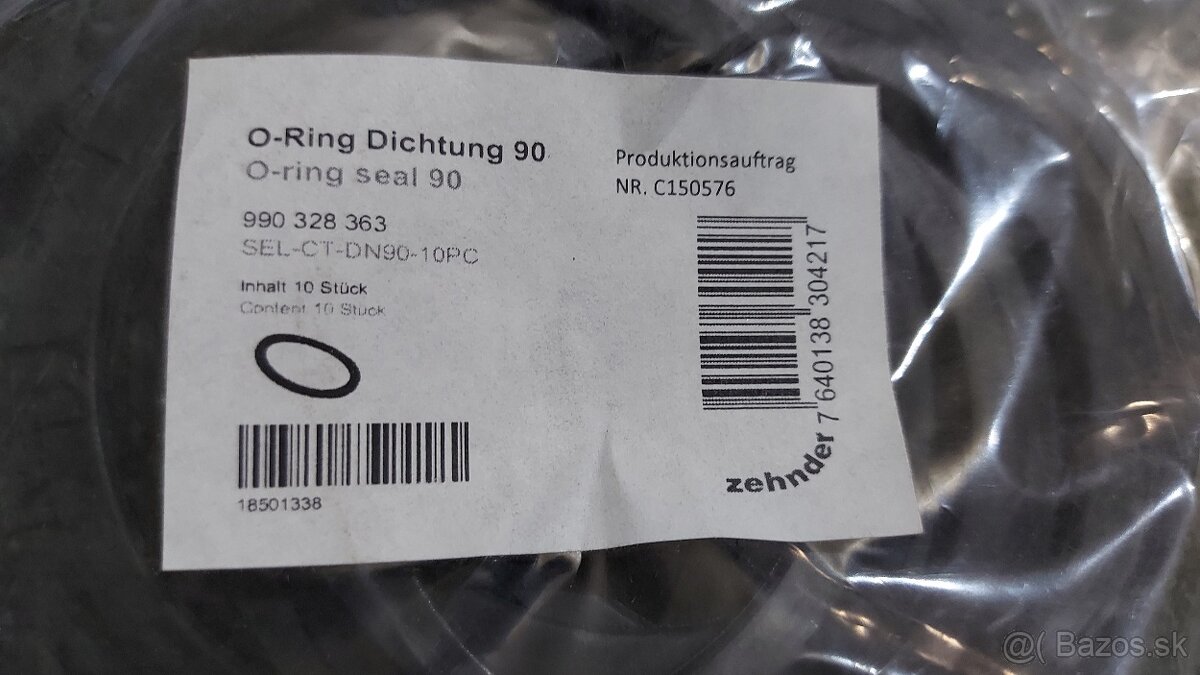 O-Ring Dichtung 90
O-ring seal 90
990 328 363
SEL-CT-DN90-10PC
Inhalt 10 Stück
Content 10 Stück
18501338
Produktionsauftrag
NR. C150576
7 640138 304217
zehnder
@( Bazos.sk